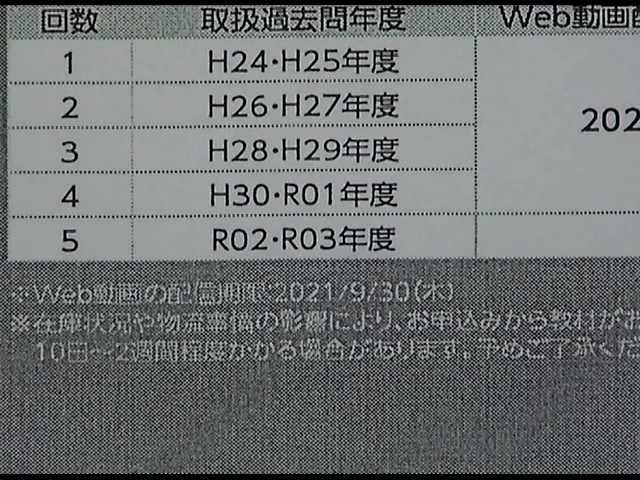 回数 取扱過去問年度 Web動画
1 H24・H25年度
2 H26・H27年度 202
3 H28・H29年度
4 H30・R01年度
5 R02・R03年度
※Web動画の配信期限:2021/9/30(木)
※在庫状況や物流事情の影響により、お申込みから教材がお
10日〜2週間程度かかる場合があります。予めご了承くだ